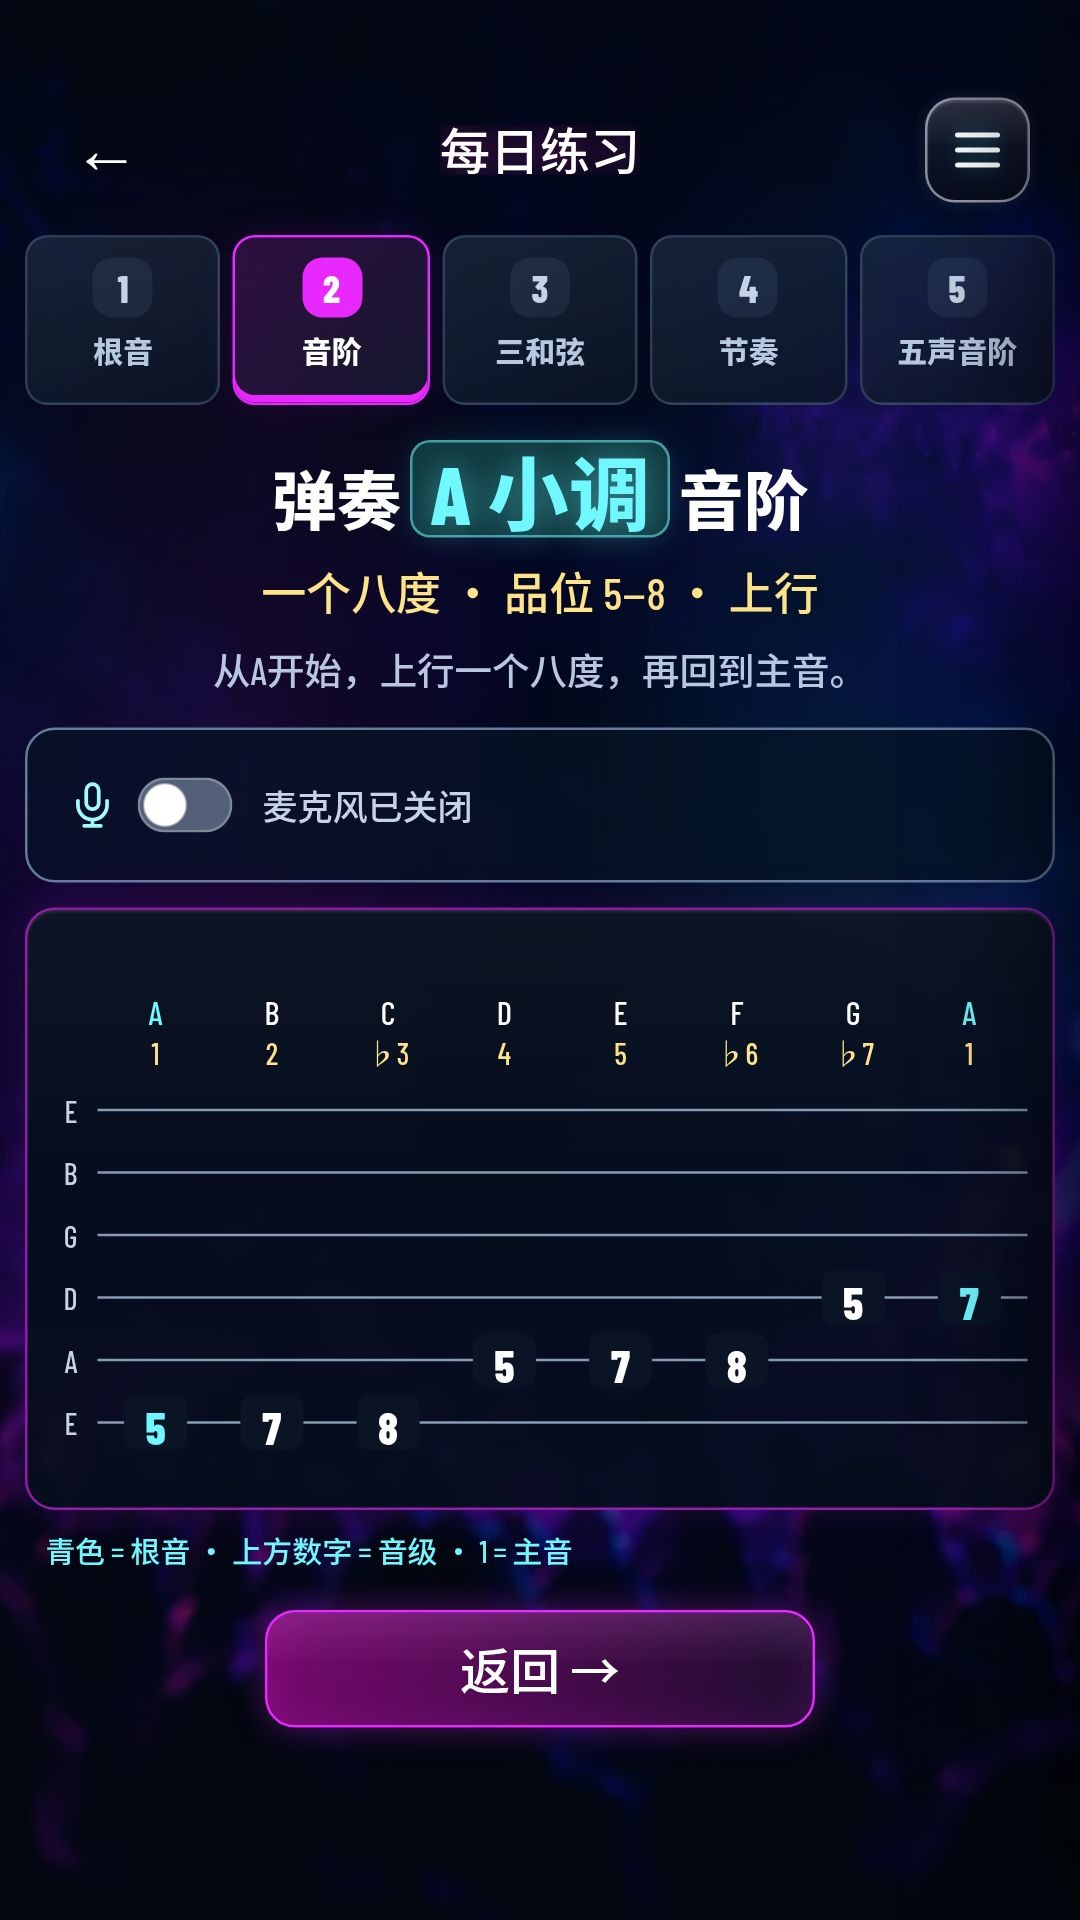 ← 每日练习
1 2 3 4 5
根音 音阶 三和弦 节奏 五声音阶
弹奏 A 小调 音阶
一个八度 · 品位 5–8 · 上行
从A开始，上行一个八度，再回到主音。
麦克风已关闭
A B C D E F G A
1 2 ♭3 4 5 ♭6 ♭7 1
E
B
G
D 5 7
A 5 7 8
E 5 7 8
青色 = 根音 · 上方数字 = 音级 · 1 = 主音
返回 →